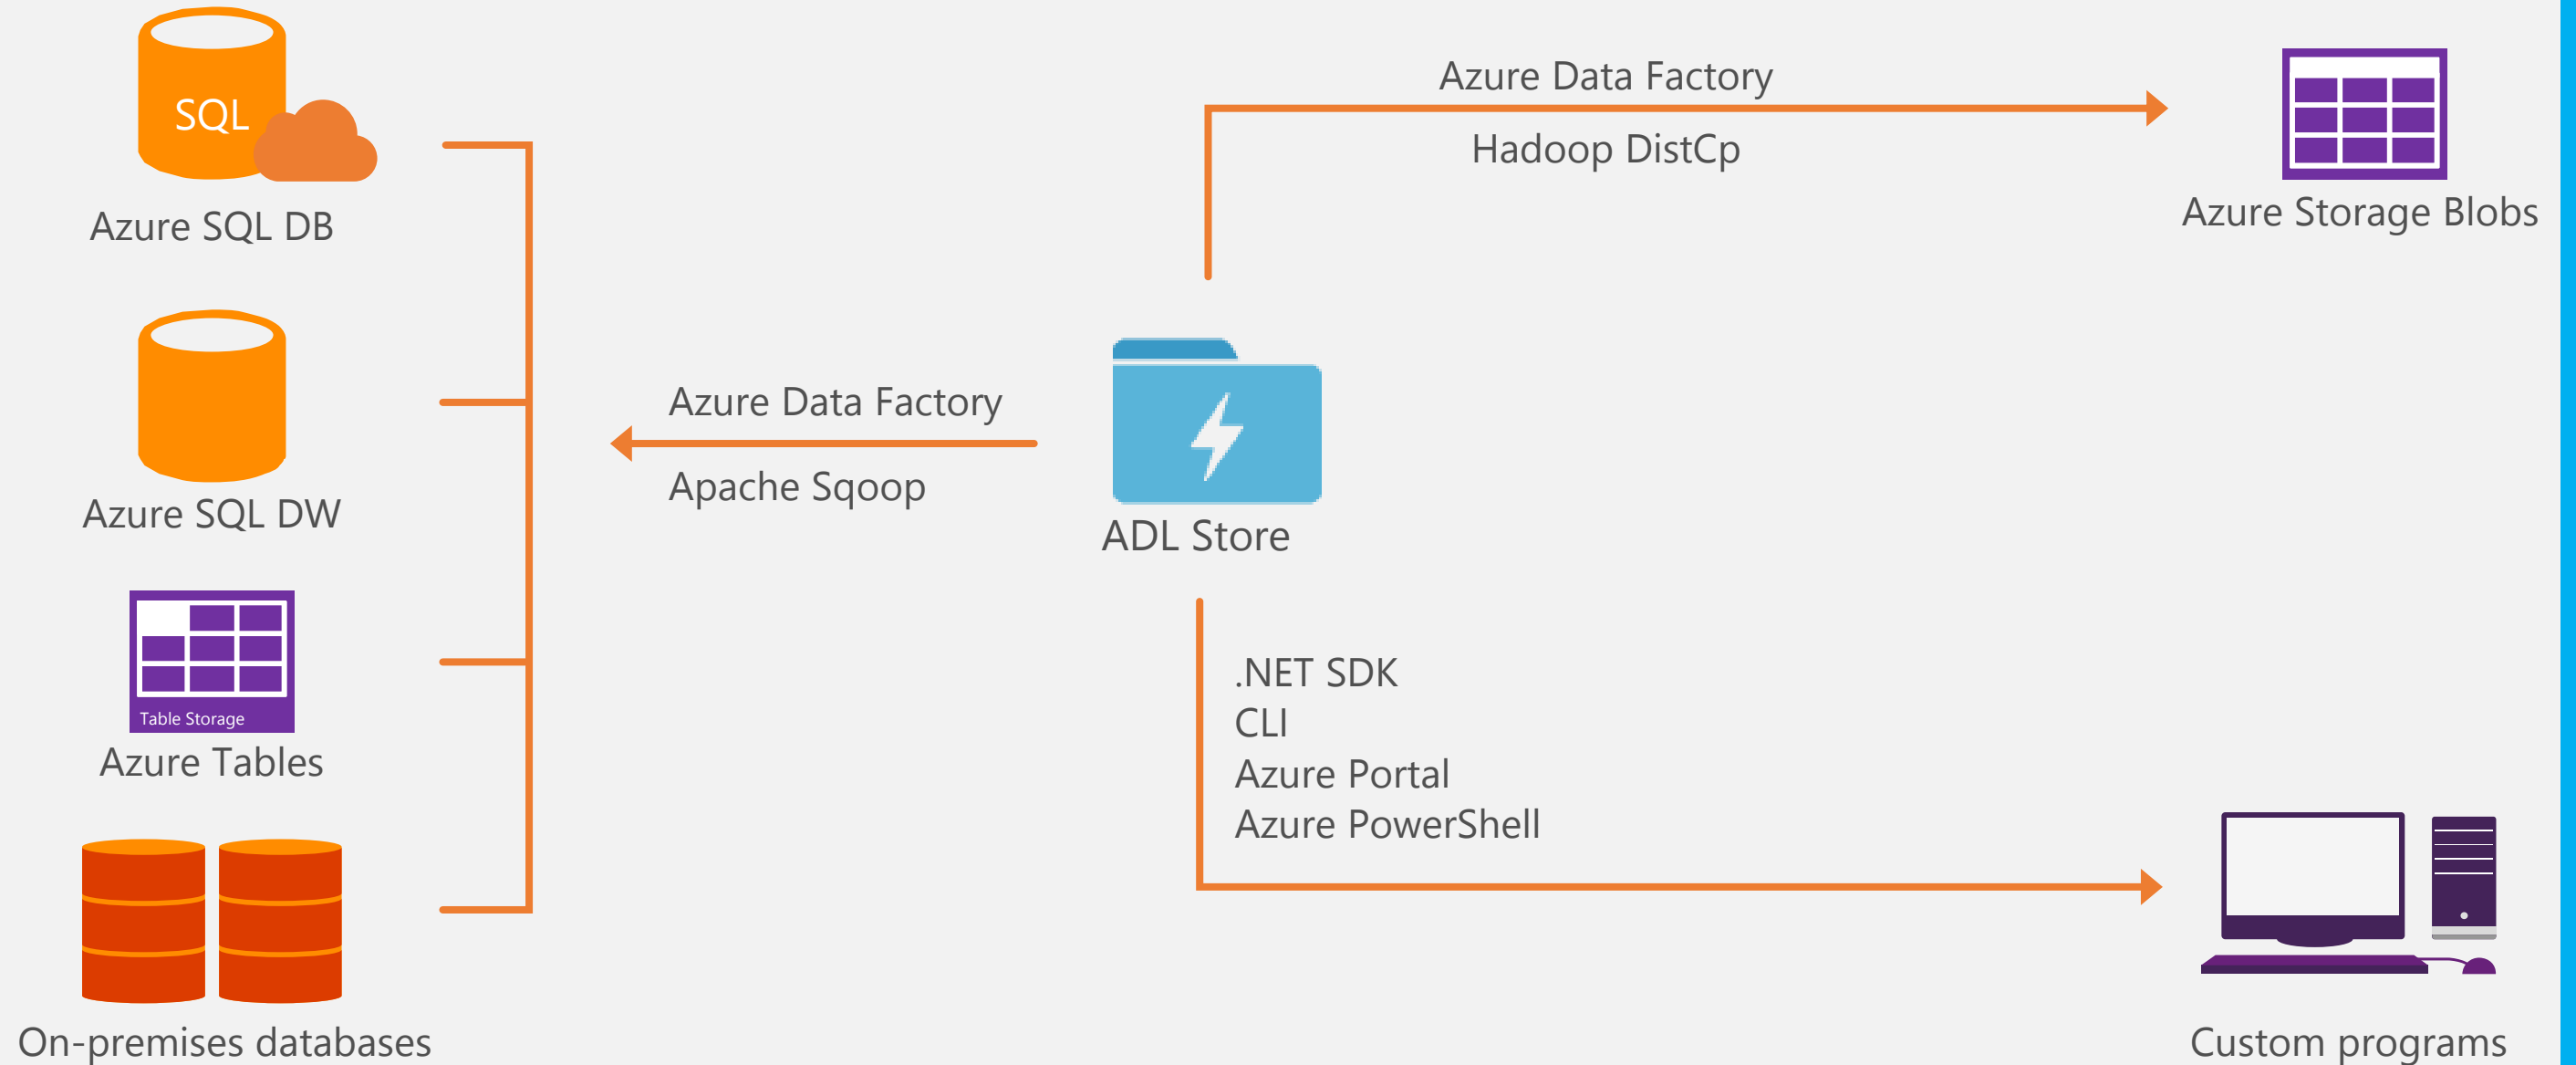 SQL
Azure SQL DB
Azure SQL DW
Table Storage
Azure Tables
On-premises databases
Azure Data Factory
Apache Sqoop
ADL Store
Azure Data Factory
Hadoop DistCp
Azure Storage Blobs
.NET SDK
CLI
Azure Portal
Azure PowerShell
Custom programs